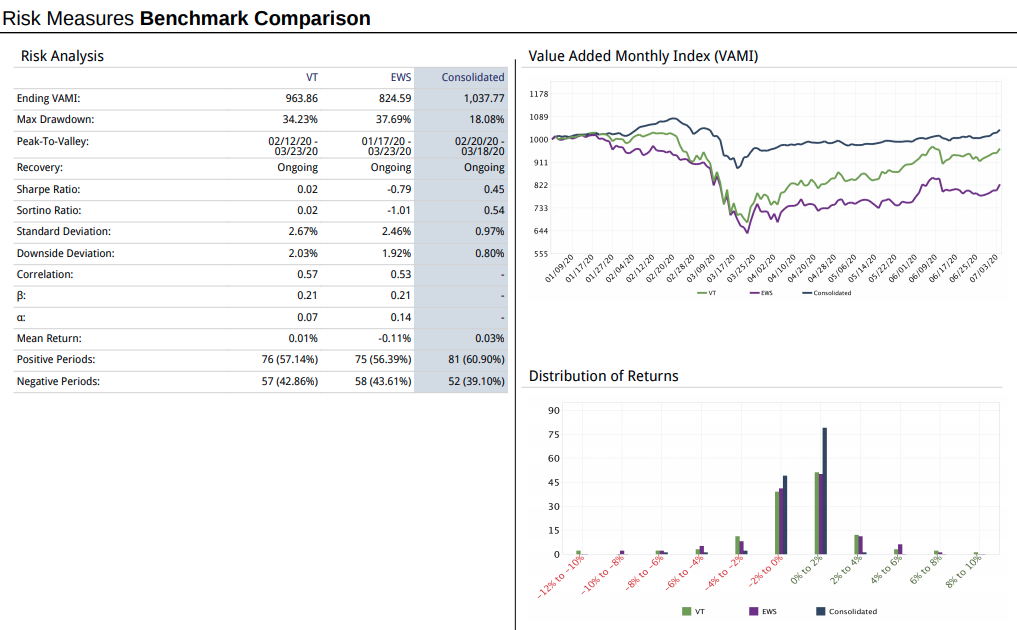 Risk Measures Benchmark Comparison
Risk Analysis
VT EWS Consolidated
Ending VAMI: 963.86 824.59 1,037.77
Max Drawdown: 34.23% 37.69% 18.08%
Peak-To-Valley: 02/12/20 - 03/23/20 01/17/20 - 03/23/20 02/20/20 - 03/18/20
Recovery: Ongoing Ongoing Ongoing
Sharpe Ratio: 0.02 -0.79 0.45
Sortino Ratio: 0.02 -1.01 0.54
Standard Deviation: 2.67% 2.46% 0.97%
Downside Deviation: 2.03% 1.92% 0.80%
Correlation: 0.57 0.53 -
β: 0.21 0.21 -
α: 0.07 0.14 -
Mean Return: 0.01% -0.11% 0.03%
Positive Periods: 76 (57.14%) 75 (56.39%) 81 (60.90%)
Negative Periods: 57 (42.86%) 58 (43.61%) 52 (39.10%)
Value Added Monthly Index (VAMI)
1178
1089
1000
911
822
733
644
555
01/09/20 01/17/20 01/27/20 02/04/20 02/12/20 02/20/20 02/28/20 03/09/20 03/17/20 03/25/20 04/02/20 04/10/20 04/20/20 04/28/20 05/06/20 05/14/20 05/22/20 06/01/20 06/09/20 06/17/20 06/25/20 07/03/20
VT EWS Consolidated
Distribution of Returns
90
75
60
45
30
15
0
-12% to -10% -10% to -8% -8% to -6% -6% to -4% -4% to -2% -2% to 0% 0% to 2% 2% to 4% 4% to 6% 6% to 8% 8% to 10%
VT EWS Consolidated